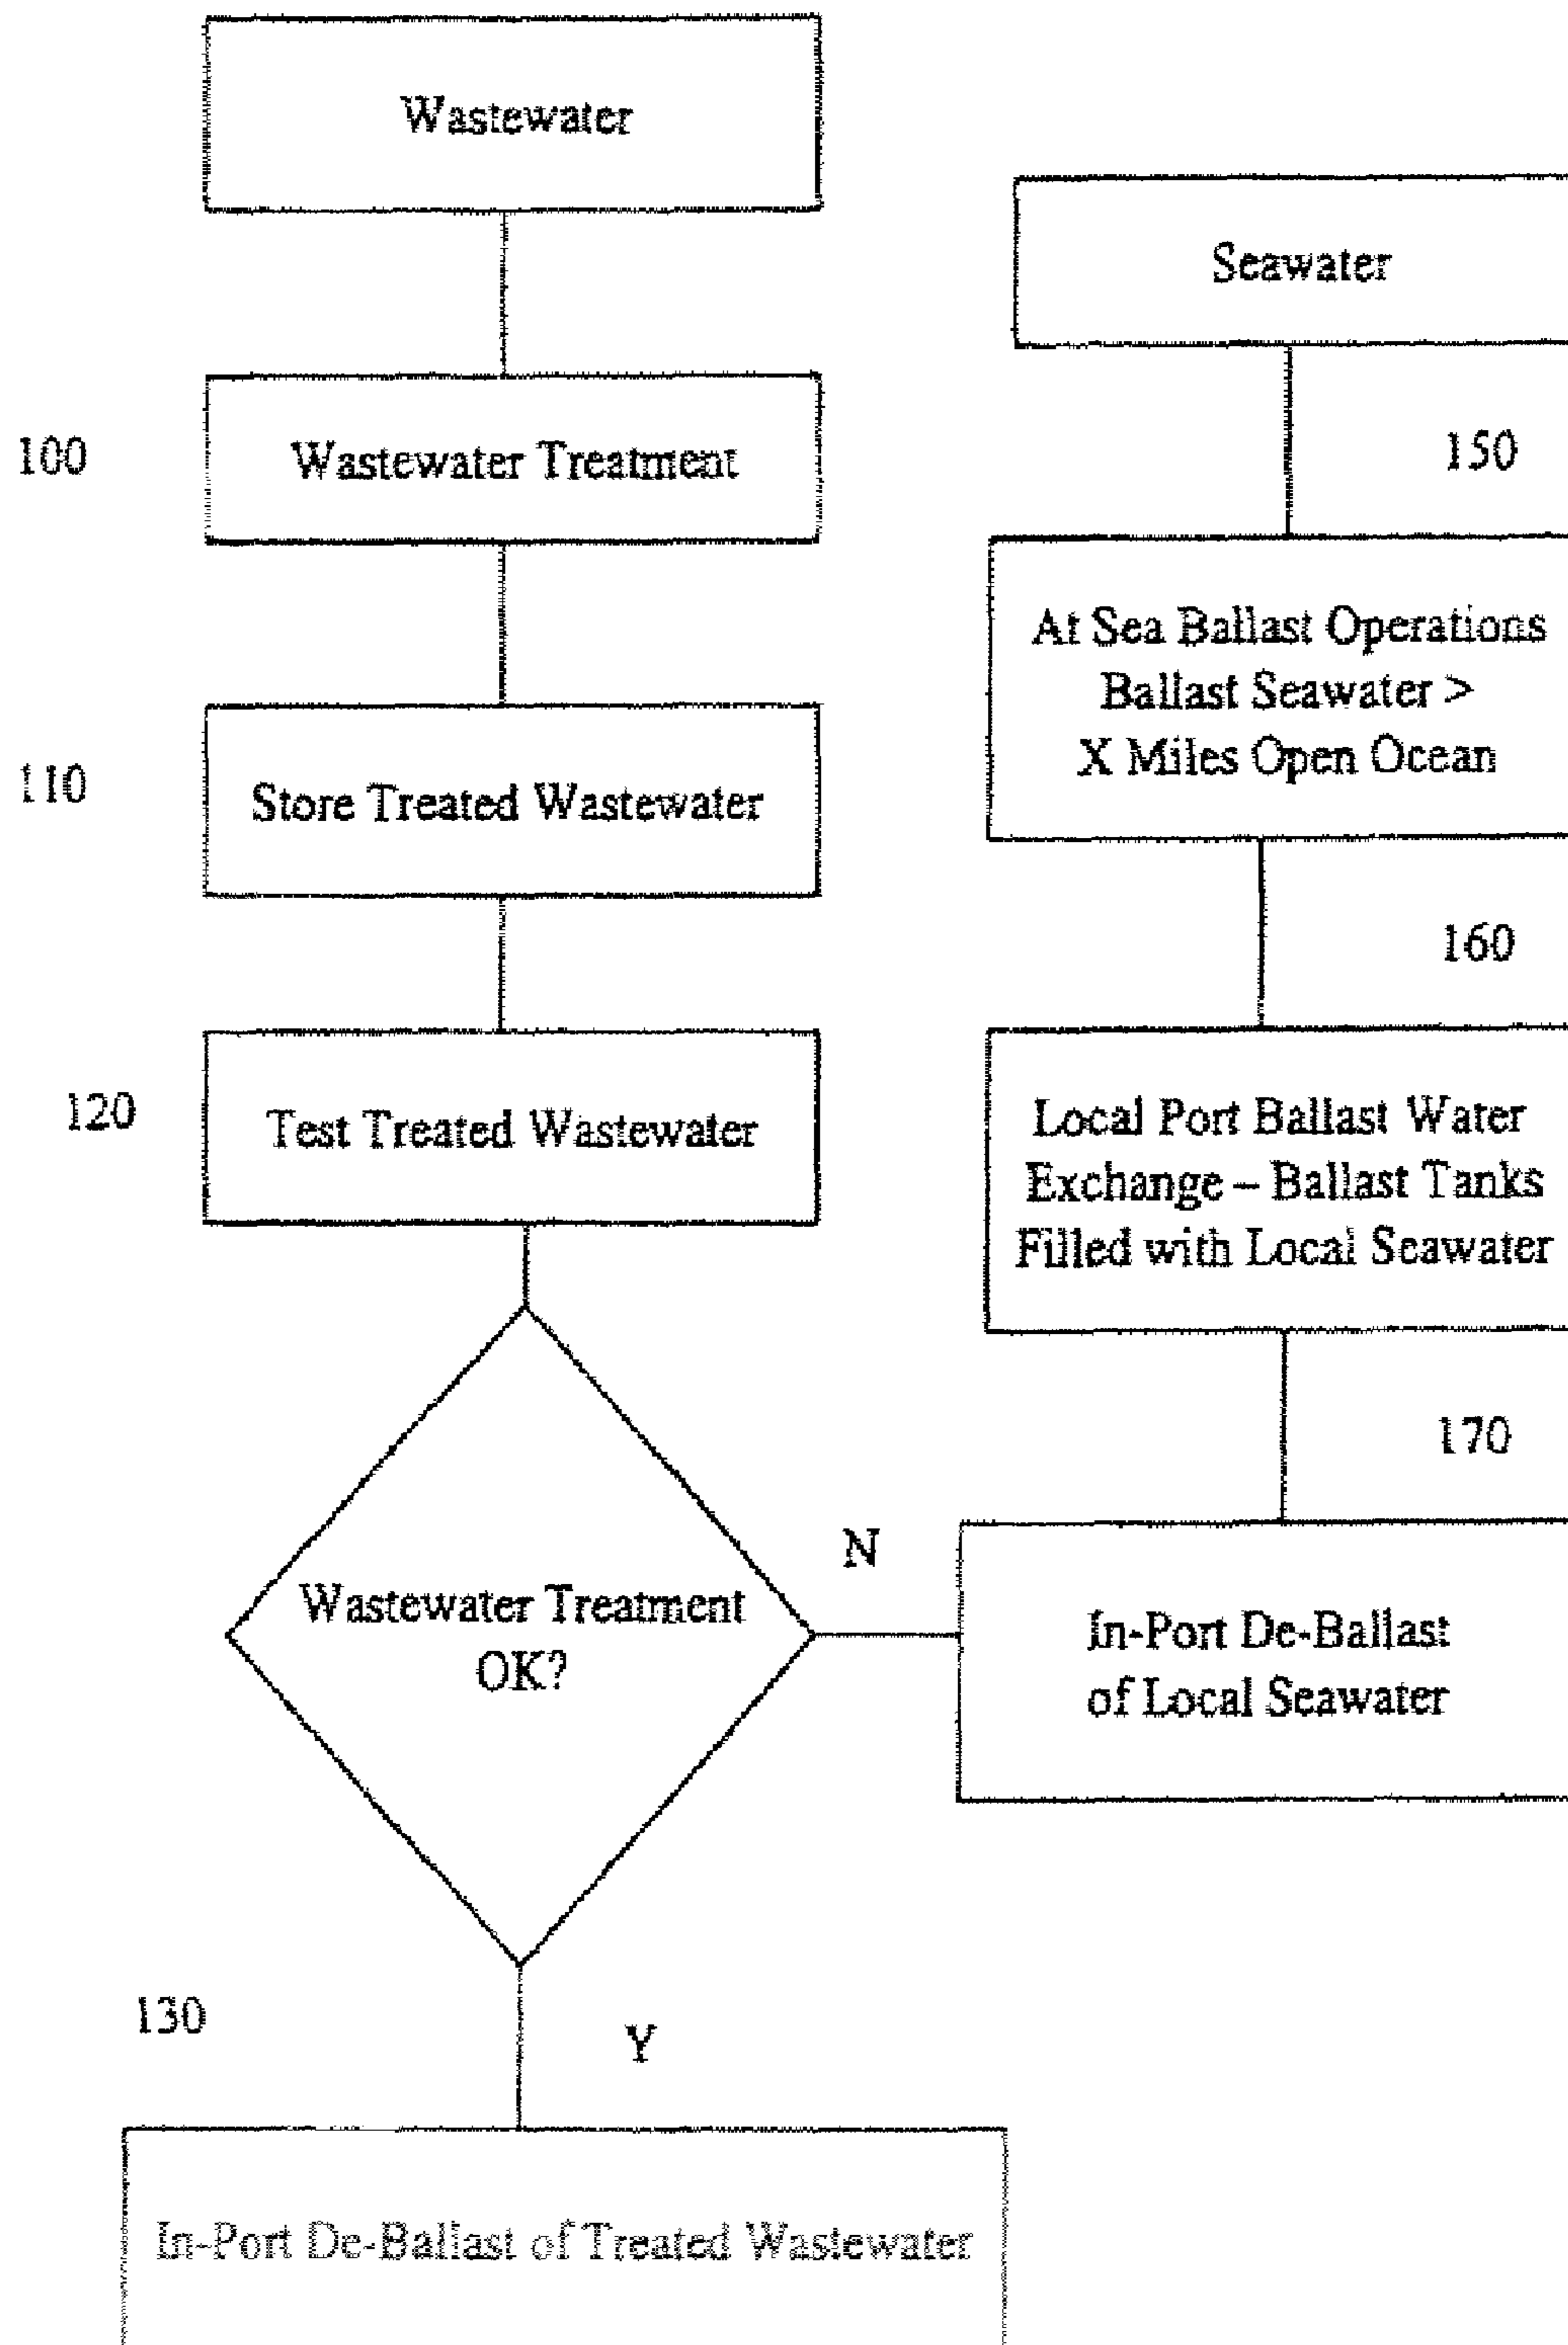 Wastewater
100
Wastewater Treatment
110
Store Treated Wastewater
120
Test Treated Wastewater
Wastewater Treatment
OK?
N
130
Y
In-Port De-Ballast of Treated Wastewater
Seawater
150
At Sea Ballast Operations
Ballast Seawater >
X Miles Open Ocean
160
Local Port Ballast Water
Exchange – Ballast Tanks
Filled with Local Seawater
170
In-Port De-Ballast
of Local Seawater